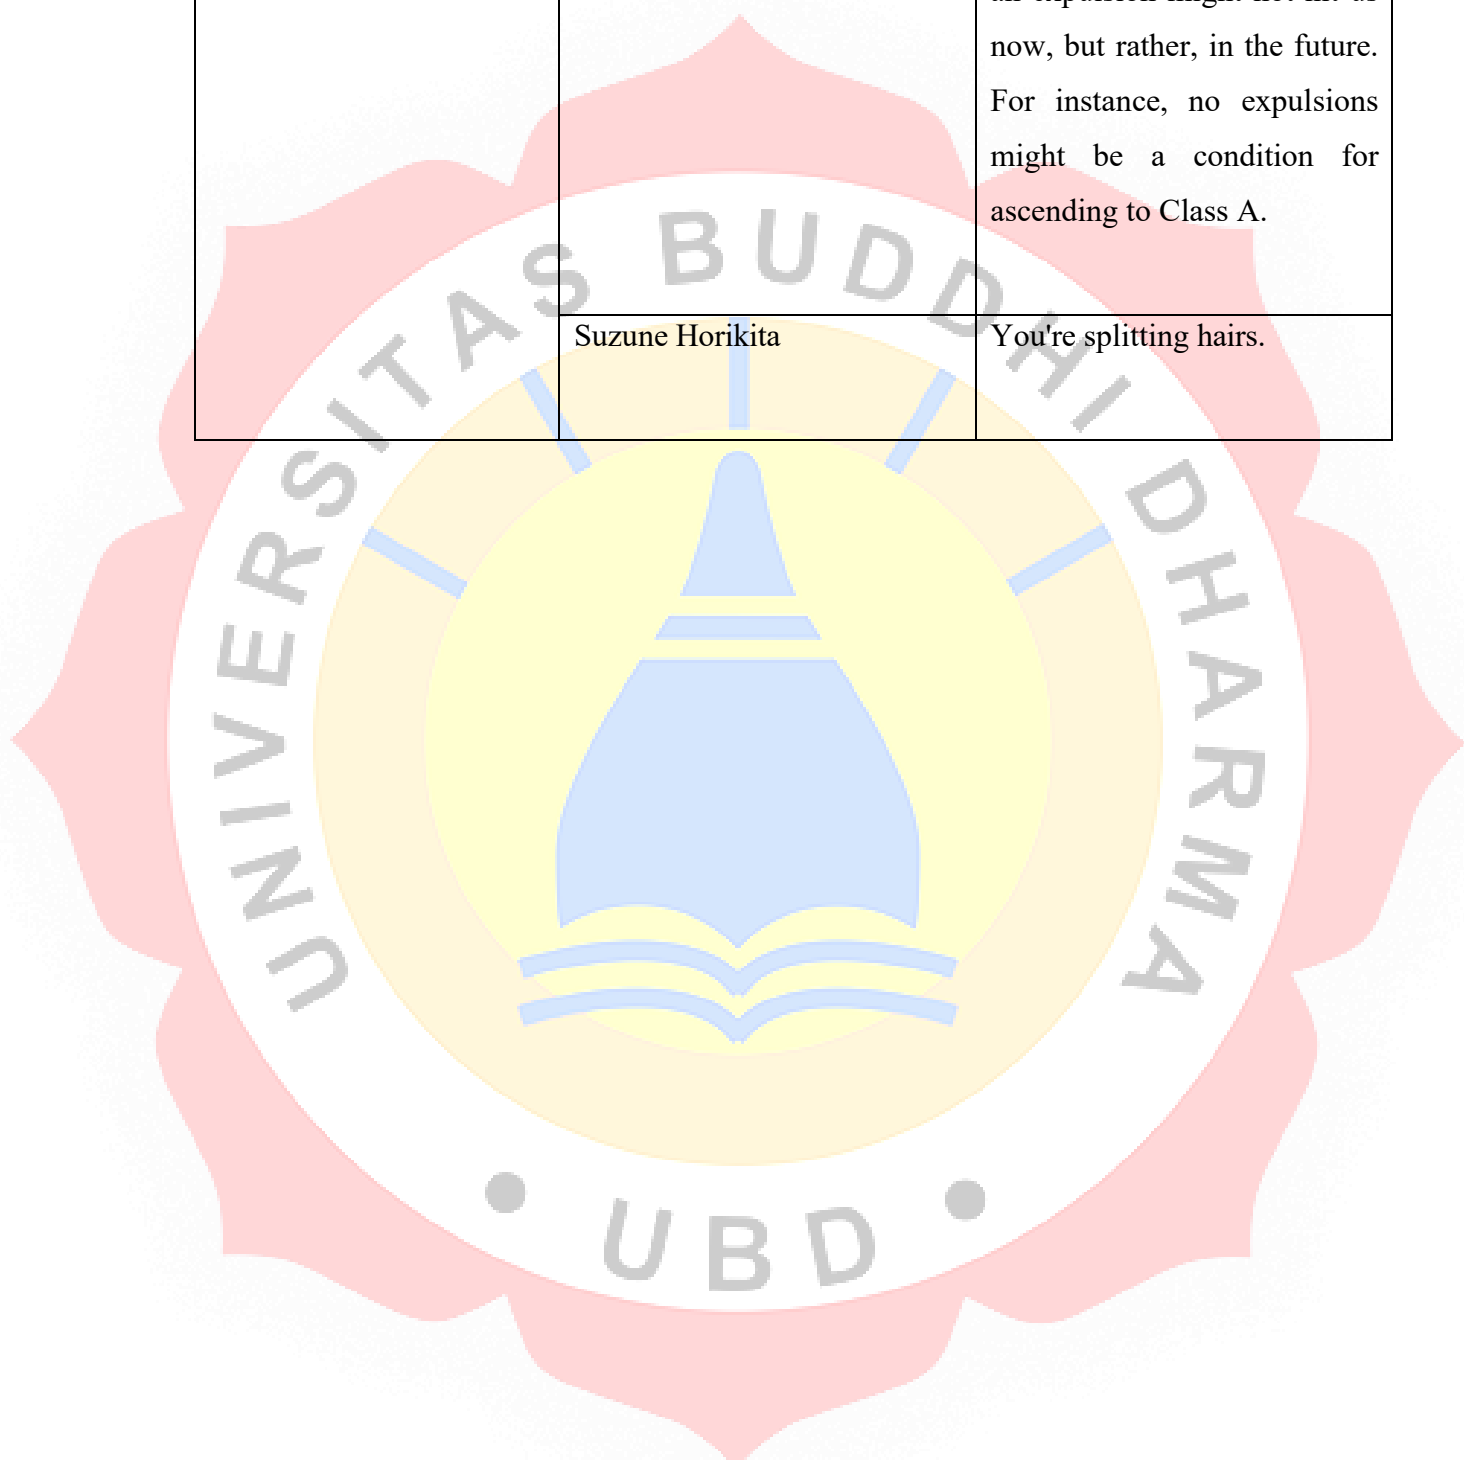 now, but rather, in the future.
For instance, no expulsions
might be a condition for
ascending to Class A.
Suzune Horikita
You're splitting hairs.
UNIVERSITAS BUDDHI DHARMA
• UBD •